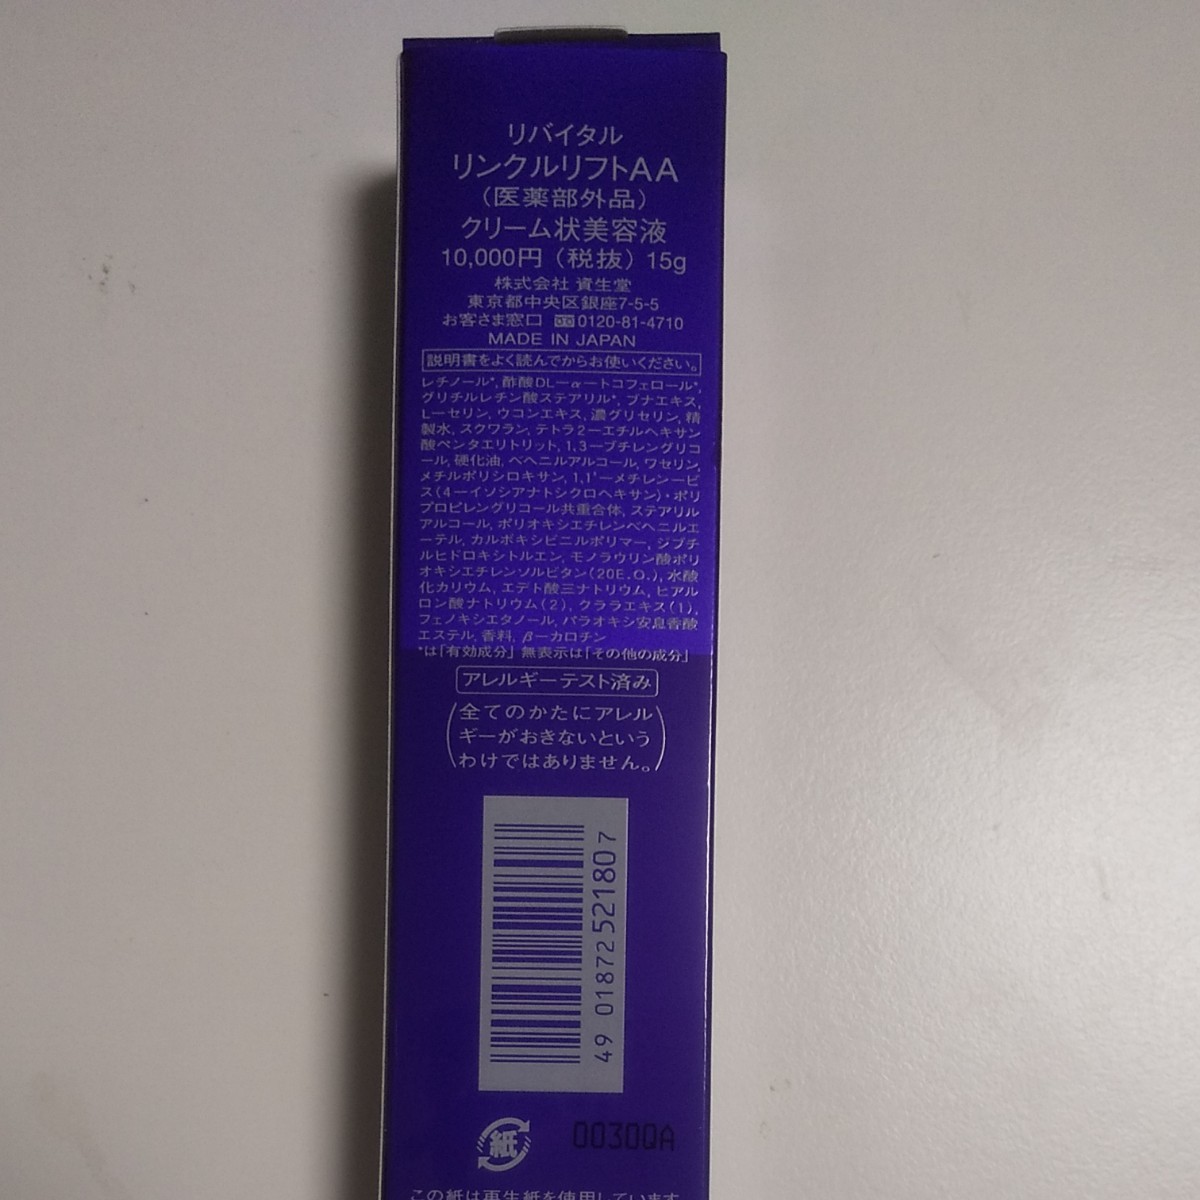 リバイタル
リンクルリフトAA
（医薬部外品）
クリーム状美容液
10,000円（税抜）15g
株式会社 資生堂
東京都中央区銀座7-5-5
お客さま窓口 0120-81-4710
MADE IN JAPAN
説明書をよく読んでからお使いください。
レチノール*, 酢酸DL－α－トコフェロール*,
グリチルレチン酸ステアリル*, ブナエキス,
L－セリン, ウコンエキス, 濃グリセリン, 精
製水, スクワラン, テトラ2－エチルヘキサン
酸ペンタエリトリット, 1,3－ブチレングリコ
ール, 硬化油, ベヘニルアルコール, ワセリン,
メチルポリシロキサン, 1,1'－メチレン－ビ
ス(4－イソシアナトシクロヘキサン)・ポリ
プロピレングリコール共重合体, ステアリル
アルコール, ポリオキシエチレンベヘニルエ
ーテル, カルボキシビニルポリマー, ジブチ
ルヒドロキシトルエン, モノラウリン酸ポリ
オキシエチレンソルビタン(20E.O.), 水酸
化カリウム, エデト酸三ナトリウム, ヒアル
ロン酸ナトリウム(2), クララエキス(1),
フェノキシエタノール, パラオキシ安息香酸
エステル, 香料, β－カロチン
*は「有効成分」 無表示は「その他の成分」
アレルギーテスト済み
（全てのかたにアレル
ギーがおきないという
わけではありません。）
49 01872 521807
紙
00300A
この紙は再生紙を使用しています